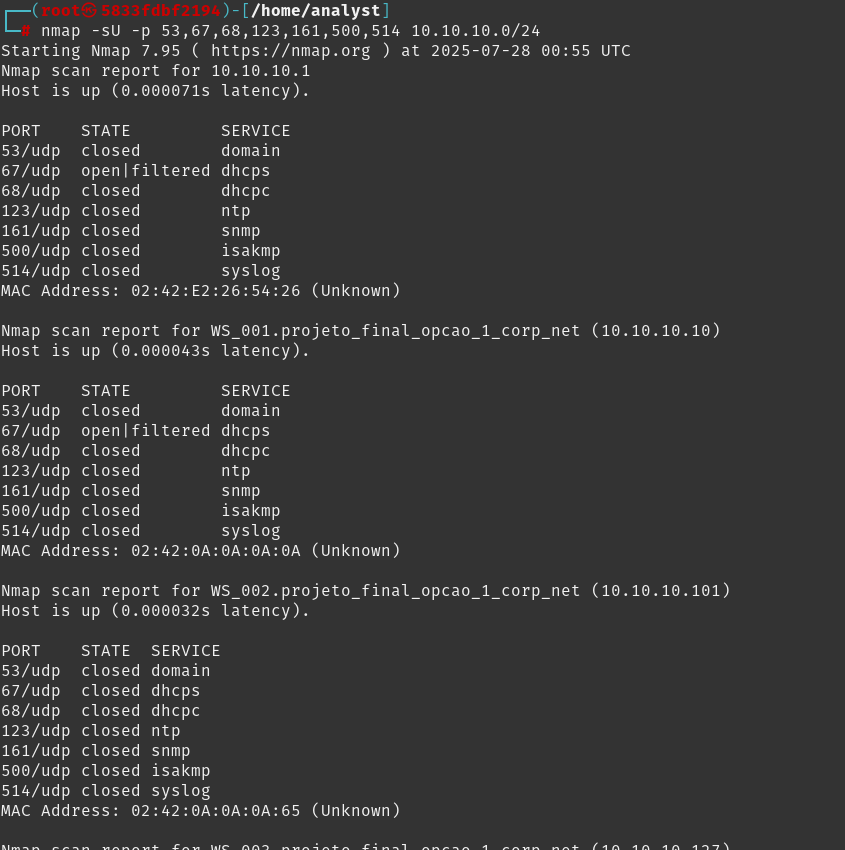 ┌──(root㉿5833fdbf2194)-[/home/analyst]
└─# nmap -sU -p 53,67,68,123,161,500,514 10.10.10.0/24
Starting Nmap 7.95 ( https://nmap.org ) at 2025-07-28 00:55 UTC
Nmap scan report for 10.10.10.1
Host is up (0.000071s latency).

PORT    STATE         SERVICE
53/udp  closed        domain
67/udp  open|filtered dhcps
68/udp  closed        dhcpc
123/udp closed        ntp
161/udp closed        snmp
500/udp closed        isakmp
514/udp closed        syslog
MAC Address: 02:42:E2:26:54:26 (Unknown)

Nmap scan report for WS_001.projeto_final_opcao_1_corp_net (10.10.10.10)
Host is up (0.000043s latency).

PORT    STATE         SERVICE
53/udp  closed        domain
67/udp  open|filtered dhcps
68/udp  closed        dhcpc
123/udp closed        ntp
161/udp closed        snmp
500/udp closed        isakmp
514/udp closed        syslog
MAC Address: 02:42:0A:0A:0A:0A (Unknown)

Nmap scan report for WS_002.projeto_final_opcao_1_corp_net (10.10.10.101)
Host is up (0.000032s latency).

PORT    STATE  SERVICE
53/udp  closed domain
67/udp  closed dhcps
68/udp  closed dhcpc
123/udp closed ntp
161/udp closed snmp
500/udp closed isakmp
514/udp closed syslog
MAC Address: 02:42:0A:0A:0A:65 (Unknown)

Nmap scan report for WS_003.projeto_final_opcao_1_corp_net (10.10.10.127)